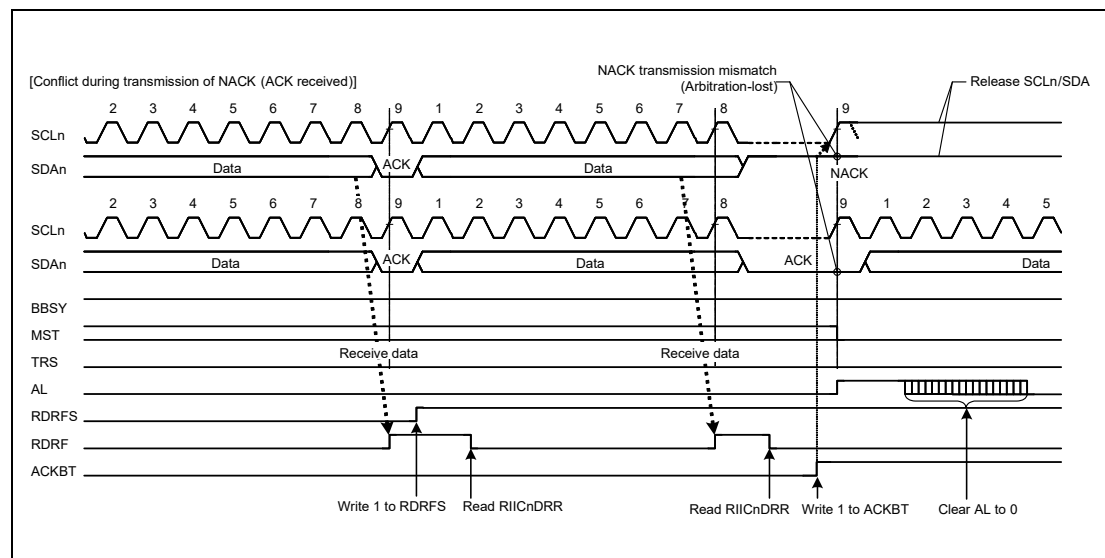 [Conflict during transmission of NACK (ACK received)]
NACK transmission mismatch
(Arbitration-lost)
Release SCLn/SDA
2 3 4 5 6 7 8 9 1 2 3 4 5 6 7 8 9
SCLn
SDAn Data ACK Data NACK
2 3 4 5 6 7 8 9 1 2 3 4 5 6 7 8 9 1 2 3 4 5
SCLn
SDAn Data ACK Data ACK Data
BBSY
MST
TRS Receive data Receive data
AL
RDRFS
RDRF
ACKBT
Write 1 to RDRFS Read RIICnDRR Read RIICnDRR Write 1 to ACKBT Clear AL to 0